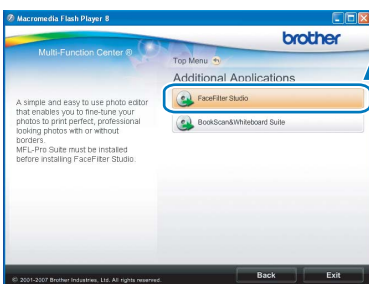 Macromedia Flash Player 8
brother
Multi-Function Center ®
Top Menu
Additional Applications
FaceFilter Studio
BookScan&Whiteboard Suite
A simple and easy to use photo editor
that enables you to fine-tune your
photos to print perfect, professional
looking photos with or without
borders.
MFL-Pro Suite must be installed
before installing FaceFilter Studio.
© 2001-2007 Brother Industries, Ltd. All rights reserved.
Back
Exit